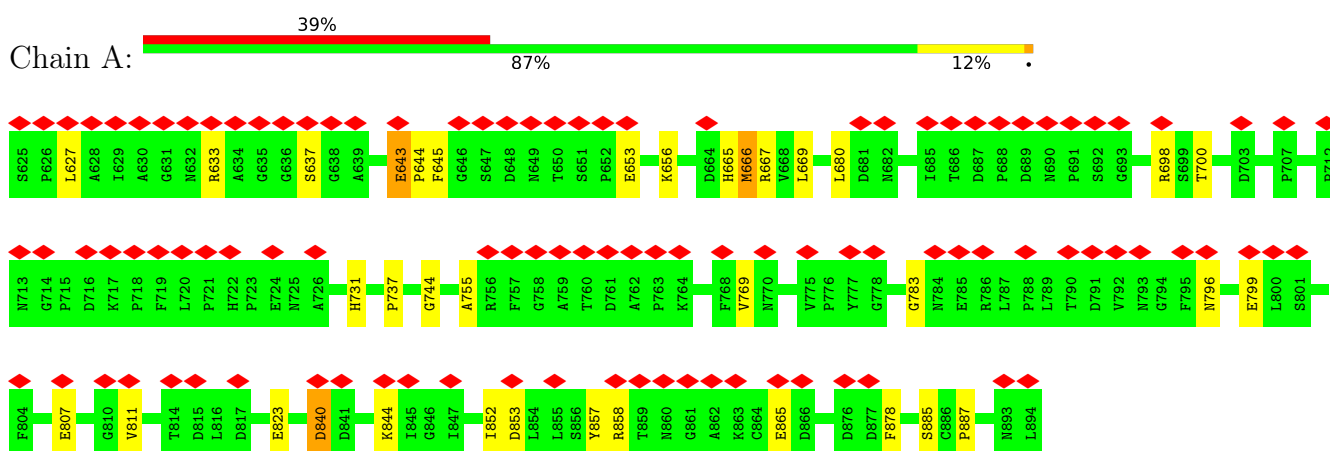 39%
Chain A:
87% 12% •
S625 P626 L627 A628 I629 A630 G631 N632 R633 A634 G635 G636 S637 G638 A639 E643 P644 F645 G646 S647 D648 N649 T650 S651 P652 E653 K656 D664 H665 M666 R667 V668 L669 L680 D681 N682 I685 T686 D687 P688 D689 N690 P691 S692 G693 R698 S699 T700 D703 P707
N713 G714 P715 D716 K717 P718 F719 L720 P721 H722 P723 E724 N725 A726 H731 P737 G744 A755 R756 F757 G758 A759 T760 D761 A762 P763 K764 F768 V769 N770 V775 P776 Y777 G778 G783 N784 E785 R786 L787 P788 L789 T790 D791 V792 N793 G794 F795 N796 E799 L800 S801
F804 E807 G810 V811 T814 D815 L816 D817 E823 D840 D841 K844 I845 G846 I847 I852 D853 L854 L855 S856 Y857 R858 T859 N860 G861 A862 K863 C864 E865 D866 D876 D877 F878 S885 C886 P887 N893 L894